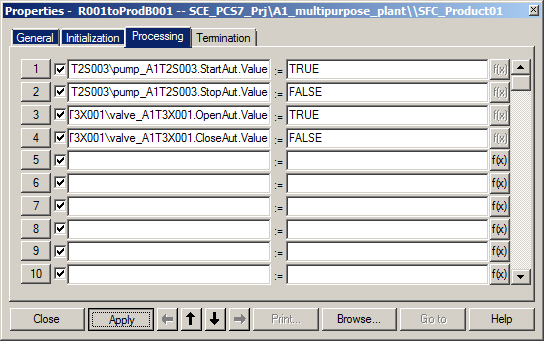 Properties - R001toProdB001 -- SCE_PCS7_Prj\A1_multipurpose_plant\\SFC_Product01
General Initialization Processing Termination
1 T2S003\pump_A1T2S003.StartAut.Value := TRUE f(x)
2 T2S003\pump_A1T2S003.StopAut.Value := FALSE f(x)
3 T3X001\valve_A1T3X001.OpenAut.Value := TRUE f(x)
4 T3X001\valve_A1T3X001.CloseAut.Value := FALSE f(x)
5 := f(x)
6 := f(x)
7 := f(x)
8 := f(x)
9 := f(x)
10 := f(x)
Close Apply Print... Browse... Go to Help